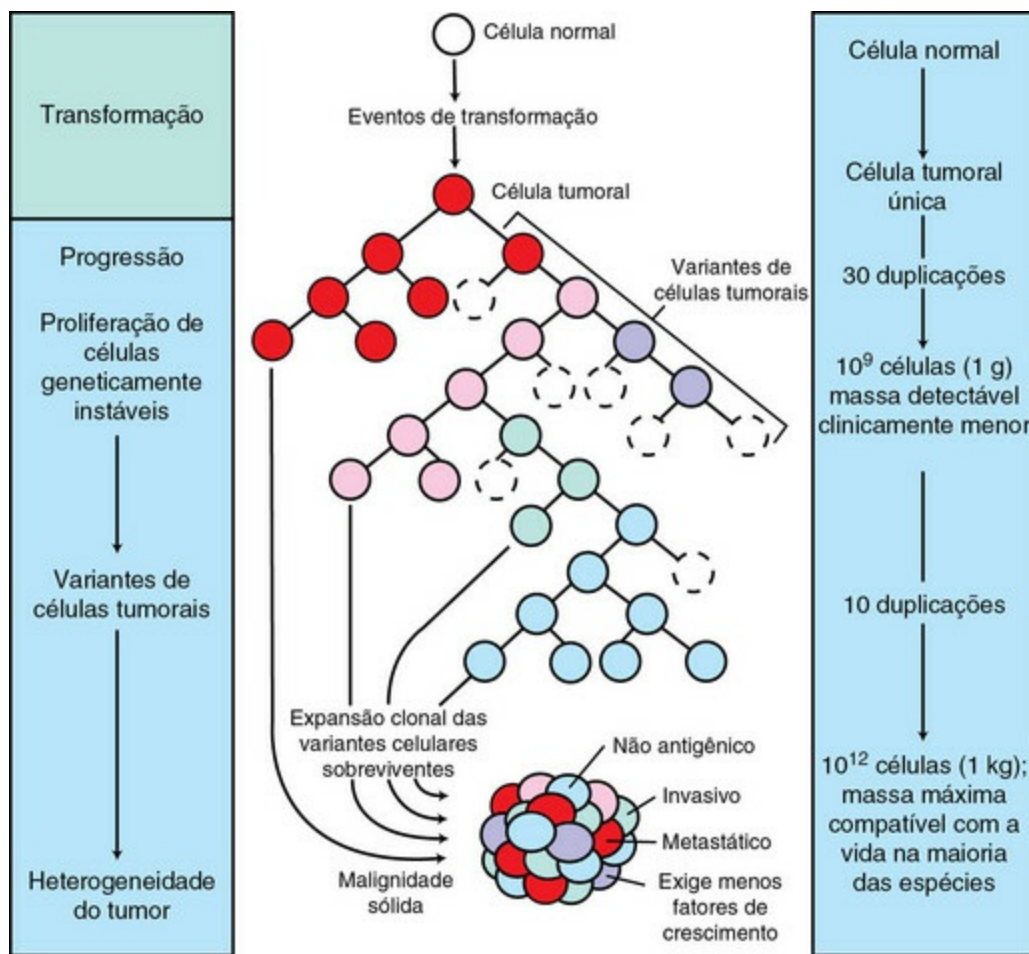 Transformação
Progressão
Proliferação de
células
geneticamente
instáveis
Variantes de
células tumorais
Heterogeneidade
do tumor
Célula normal
Eventos de transformação
Célula tumoral
Variantes de
células tumorais
Expansão clonal das
variantes celulares
sobreviventes
Malignidade
sólida
Não antigênico
Invasivo
Metastático
Exige menos
fatores de
crescimento
Célula normal
Célula tumoral
única
30 duplicações
10⁹ células (1 g)
massa detectável
clinicamente menor
10 duplicações
10¹² células (1 kg);
massa máxima
compatível com a
vida na maioria
das espécies